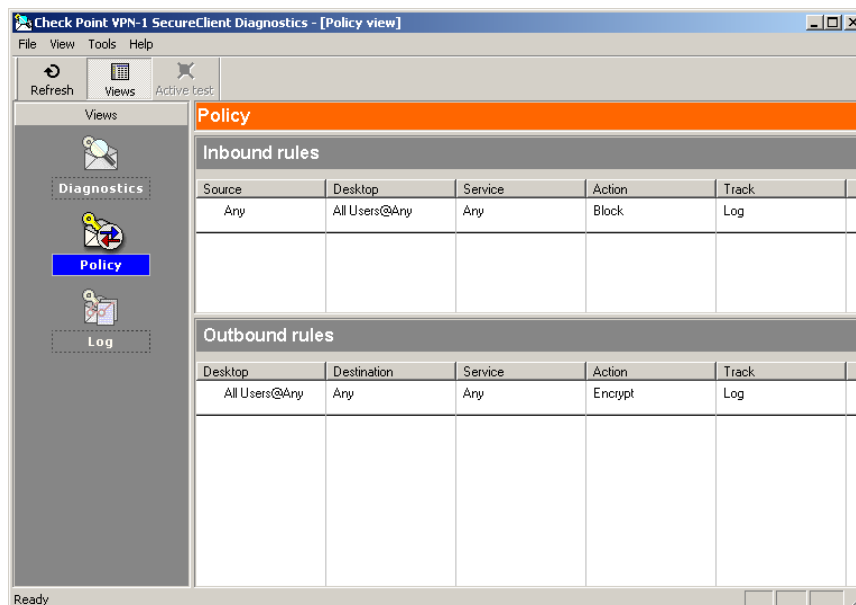 Check Point VPN-1 SecureClient Diagnostics - [Policy view]
File View Tools Help
Refresh Views Active test
Views
Diagnostics
Policy
Log
Policy
Inbound rules
Source Desktop Service Action Track
Any All Users@Any Any Block Log
Outbound rules
Desktop Destination Service Action Track
All Users@Any Any Any Encrypt Log
Ready